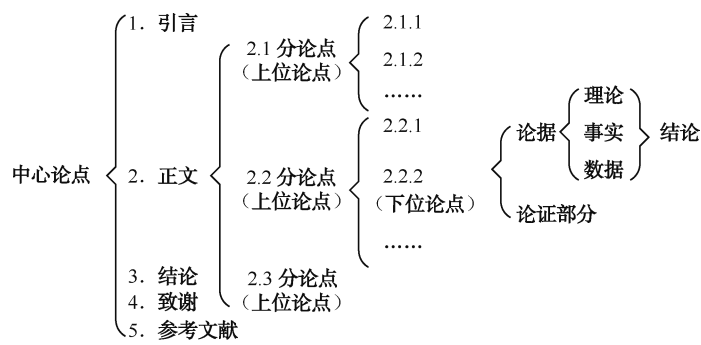 中心论点
1．引言
2．正文
2.1 分论点
（上位论点）
2.1.1
2.1.2
……
2.2 分论点
（上位论点）
2.2.1
2.2.2
（下位论点）
……
论据
理论
事实
数据
结论
论证部分
2.3 分论点
（上位论点）
3．结论
4．致谢
5．参考文献